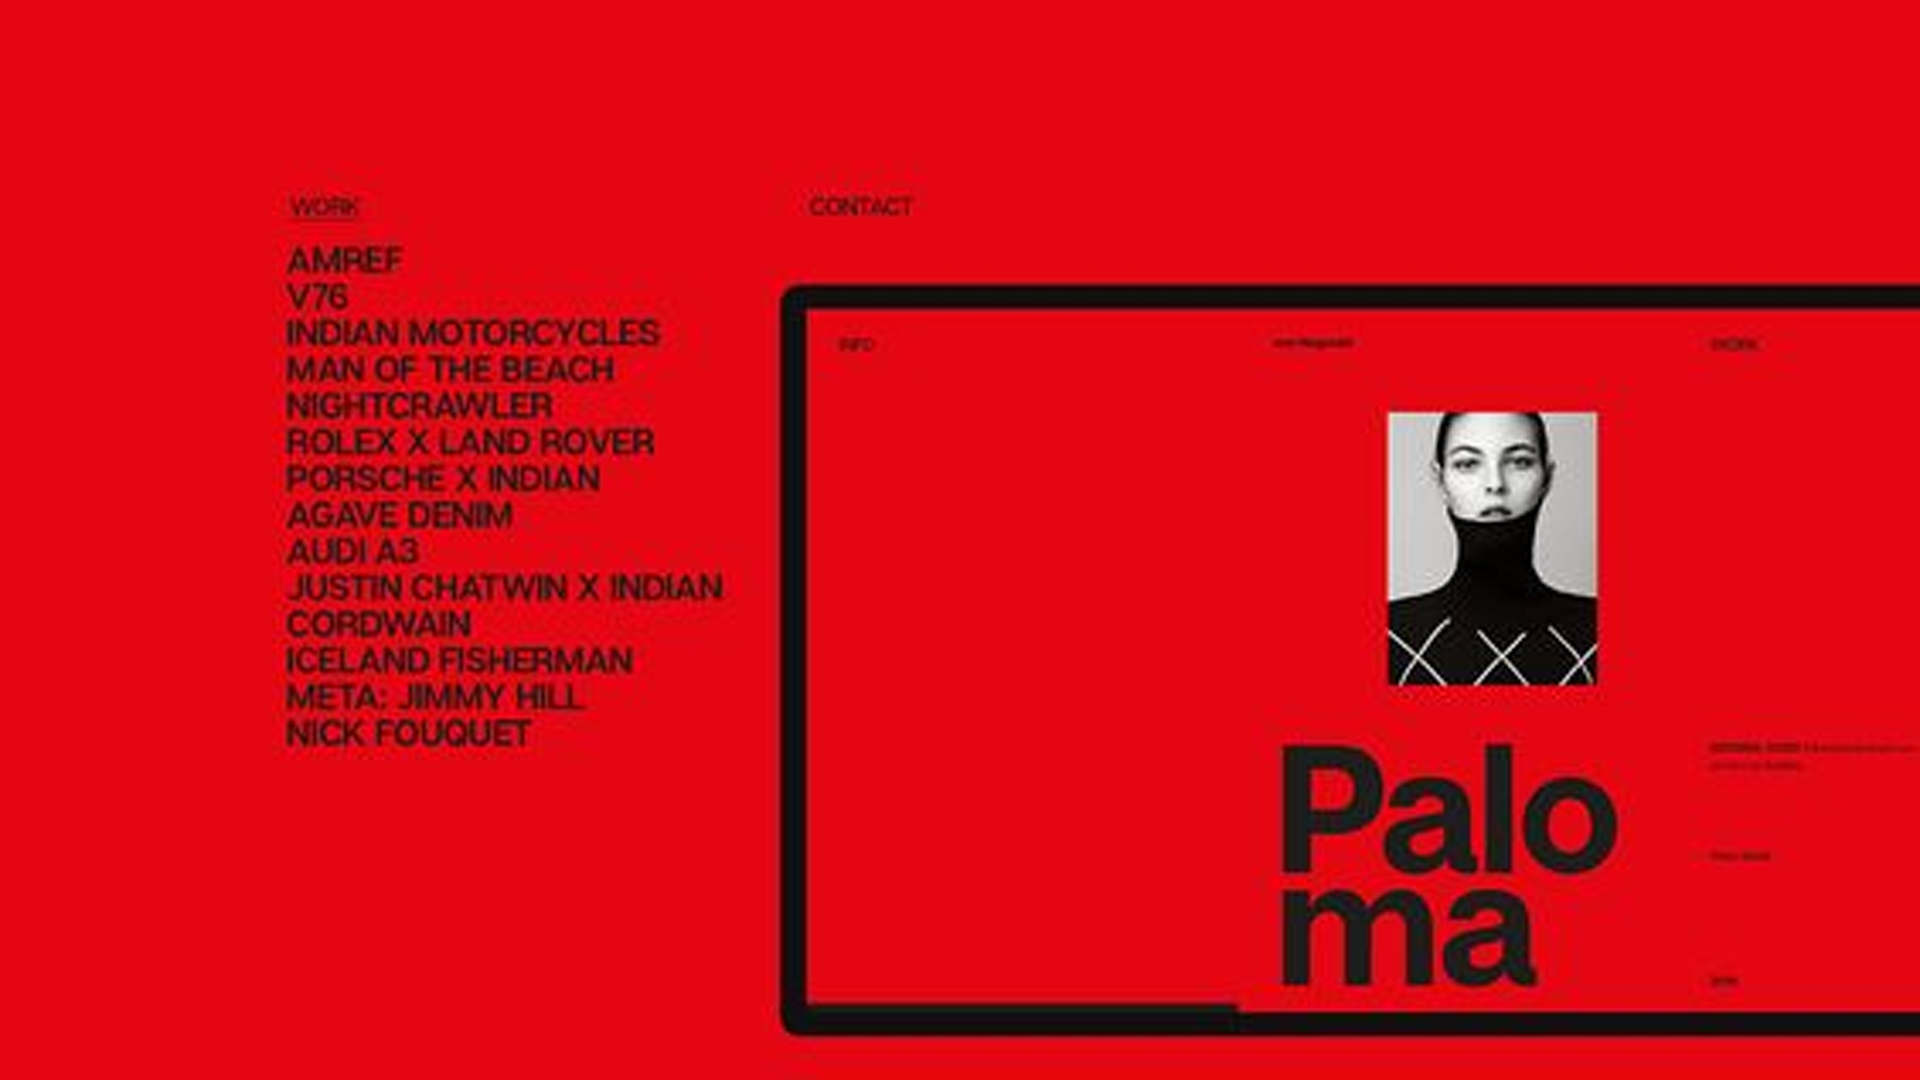 WORK
CONTACT
AMREF
V76
INDIAN MOTORCYCLES
MAN OF THE BEACH
NIGHTCRAWLER
ROLEX X LAND ROVER
PORSCHE X INDIAN
AGAVE DENIM
AUDI A3
JUSTIN CHATWIN X INDIAN
CORDWAIN
ICELAND FISHERMAN
META: JIMMY HILL
NICK FOUQUET
INFO
WORK
Palo
ma